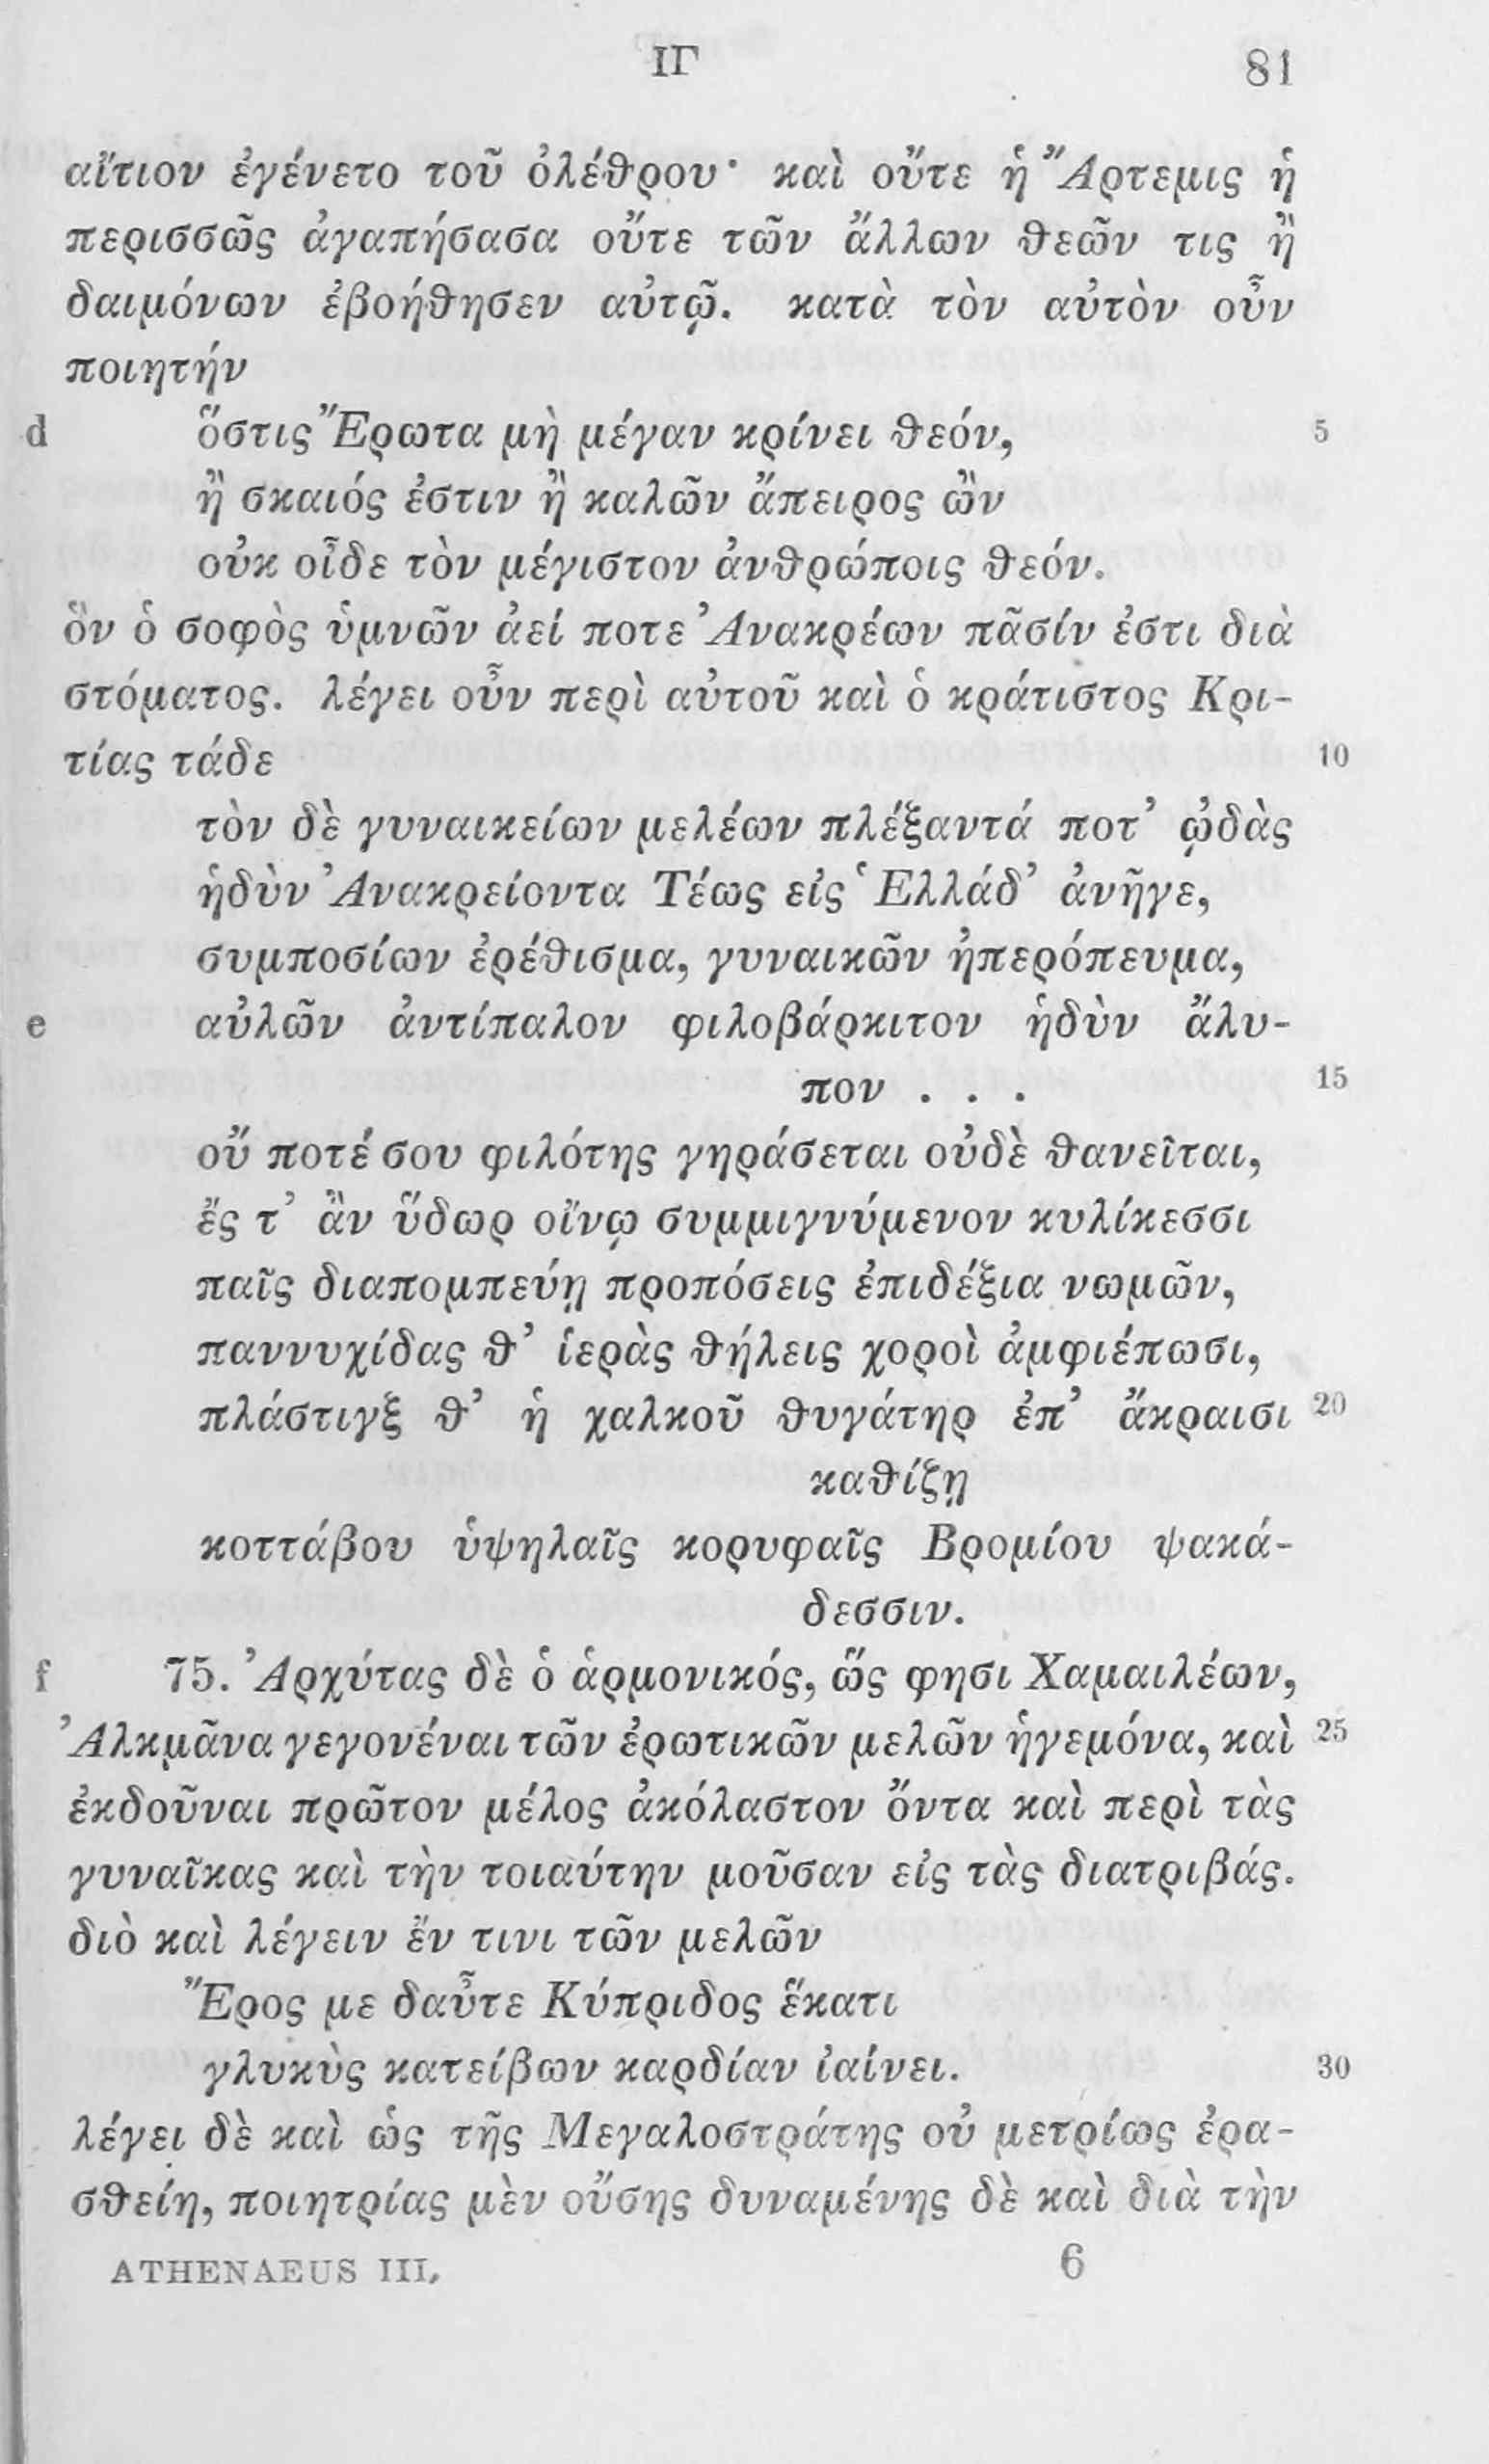 ΙΓ 81
αἴτιον ἐγένετο τοῦ ὀλέθρου· καὶ οὔτε ἡ Ἄρτεμις ἡ
περισσῶς ἀγαπήσασα οὔτε τῶν ἄλλων θεῶν τις ἢ
δαιμόνων ἐβοήθησεν αὐτῷ. κατὰ τὸν αὐτὸν οὖν
ποιητήν
d ὅστις Ἔρωτα μὴ μέγαν κρίνει θεόν, 5
ἢ σκαιός ἐστιν ἢ καλῶν ἄπειρος ὢν
οὐκ οἶδε τὸν μέγιστον ἀνθρώποις θεόν.
ὃν ὁ σοφὸς ὑμνῶν ἀεί ποτε Ἀνακρέων πᾶσίν ἐστι διὰ
στόματος. λέγει οὖν περὶ αὐτοῦ καὶ ὁ κράτιστος Κρι-
τίας τάδε 10
τὸν δὲ γυναικείων μελέων πλέξαντά ποτ’ ᾠδὰς
ἡδὺν Ἀνακρείοντα Τέως εἰς Ἑλλάδ’ ἀνῆγε,
συμποσίων ἐρέθισμα, γυναικῶν ἠπερόπευμα,
e αὐλῶν ἀντίπαλον φιλοβάρκιτον ἡδὺν ἄλυ-
πον . . . 15
οὔ ποτέ σου φιλότης γηράσεται οὐδὲ θανεῖται,
ἔς τ’ ἂν ὕδωρ οἴνῳ συμμιγνύμενον κυλίκεσσι
παῖς διαπομπεύῃ προπόσεις ἐπιδέξια νωμῶν,
παννυχίδας θ’ ἱερὰς θήλεις χοροὶ ἀμφιέπωσι,
πλάστιγξ θ’ ἡ χαλκοῦ θυγάτηρ ἐπ’ ἄκραισι 20
καθίζῃ
κοττάβου ὑψηλαῖς κορυφαῖς Βρομίου ψακά-
δεσσιν.
f 75. Ἀρχύτας δὲ ὁ ἁρμονικός, ὥς φησι Χαμαιλέων,
Ἀλκμᾶνα γεγονέναι τῶν ἐρωτικῶν μελῶν ἡγεμόνα, καὶ 25
ἐκδοῦναι πρῶτον μέλος ἀκόλαστον ὄντα καὶ περὶ τὰς
γυναῖκας καὶ τὴν τοιαύτην μοῦσαν εἰς τὰς διατριβάς.
διὸ καὶ λέγειν ἔν τινι τῶν μελῶν
Ἔρος με δαὖτε Κύπριδος ἕκατι
γλυκὺς κατείβων καρδίαν ἰαίνει. 30
λέγει δὲ καὶ ὡς τῆς Μεγαλοστράτης οὐ μετρίως ἐρα-
σθείη, ποιητρίας μὲν οὔσης δυναμένης δὲ καὶ διὰ τὴν
ATHENAEUS III. 6